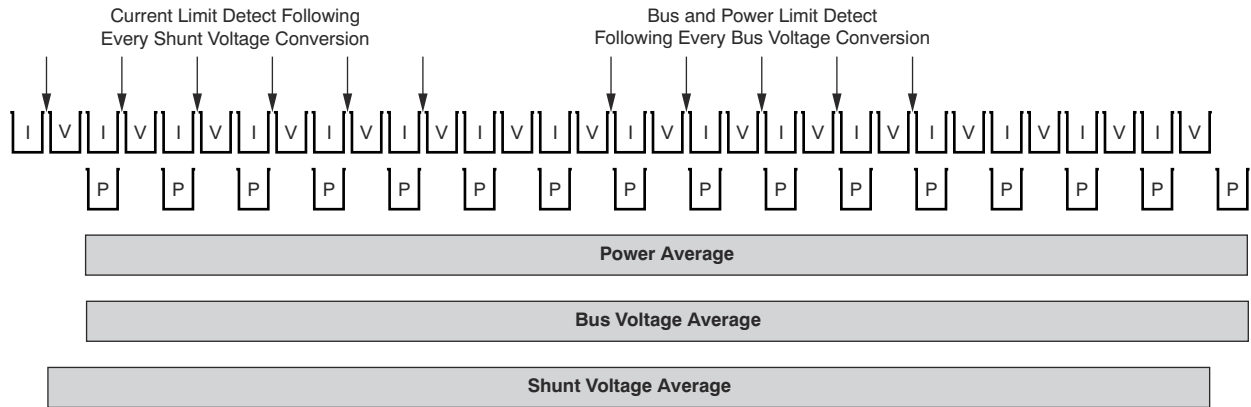 Current Limit Detect Following
Every Shunt Voltage Conversion
Bus and Power Limit Detect
Following Every Bus Voltage Conversion
I V I V I V I V I V I V I V I V I V I V I V I V I V I V I V I V
P P P P P P P P P P P P P P P P
Power Average
Bus Voltage Average
Shunt Voltage Average